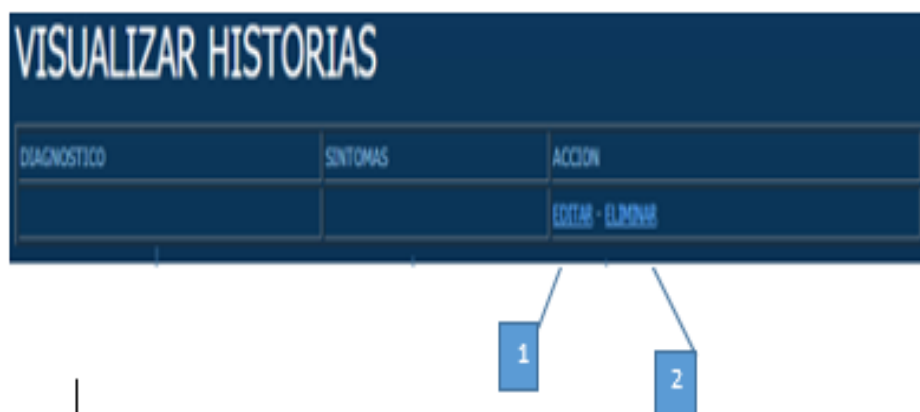 VISUALIZAR HISTORIAS
DIAGNOSTICO SINTOMAS ACCION
EDITAR - ELIMINAR
1
2